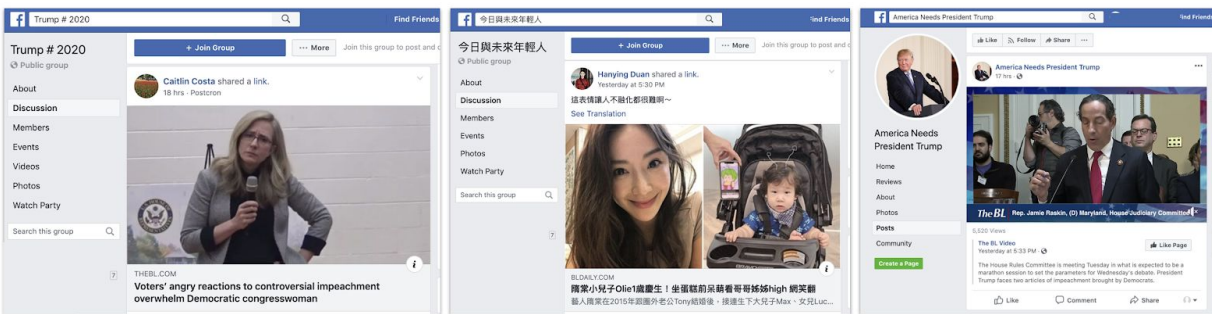 Trump # 2020
Find Friends
Trump # 2020
Public group
About
Discussion
Members
Events
Videos
Photos
Watch Party
Search this group
+ Join Group
··· More
Join this group to post and c
Caitlin Costa shared a link.
18 hrs · Postcron
THEBL.COM
Voters' angry reactions to controversial impeachment
overwhelm Democratic congresswoman
今日與未來年輕人
Find Friends
今日與未來年輕人
Public group
About
Discussion
Members
Events
Photos
Watch Party
Search this group
+ Join Group
··· More
Join this group to post and c
Hanying Duan shared a link.
Yesterday at 5:30 PM
這表情讓人不融化都很難啊～
See Translation
BLDAILY.COM
隋棠小兒子Olie1歲慶生！坐蛋糕前呆萌看哥哥姊姊high 網笑翻
藝人隋棠在2015年跟圈外老公Tony結婚後，接連生下大兒子Max、女兒Luc...
America Needs President Trump
Find Friends
America Needs
President Trump
Home
Reviews
About
Photos
Posts
Community
Create a Page
Like
Follow
Share
···
America Needs President Trump
17 hrs ·
The BL Rep. Jamie Raskin, (D) Maryland, House Judiciary Committee
5,520 Views
The BL Video
Yesterday at 5:33 PM ·
Like Page
The House Rules Committee is meeting Tuesday in what is expected to be a
marathon session to set the parameters for Wednesday's debate. President
Trump faces two articles of impeachment brought by Democrats.
Like
Comment
Share